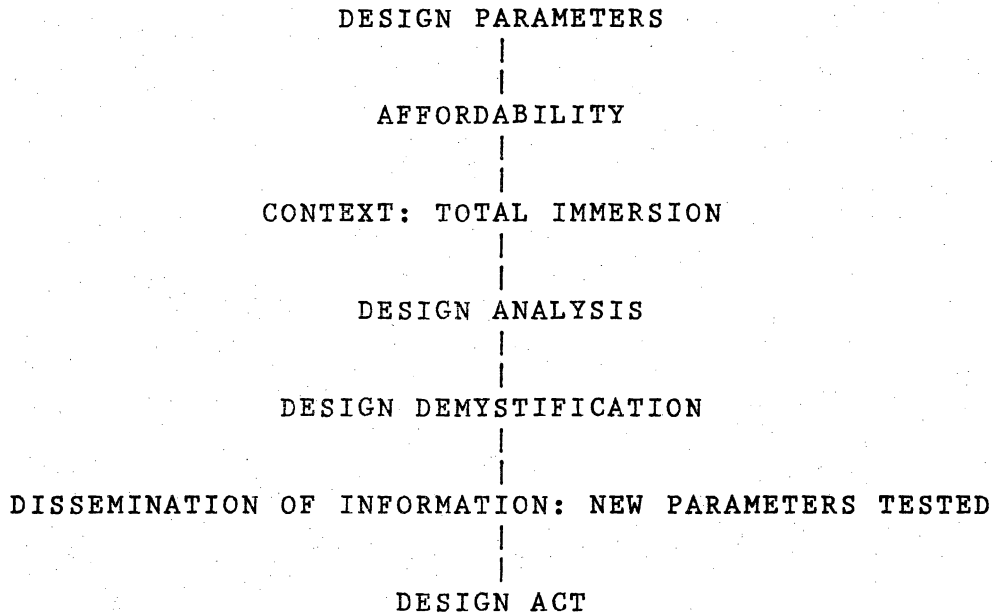 DESIGN PARAMETERS
AFFORDABILITY
CONTEXT: TOTAL IMMERSION
DESIGN ANALYSIS
DESIGN DEMYSTIFICATION
DISSEMINATION OF INFORMATION: NEW PARAMETERS TESTED
DESIGN ACT